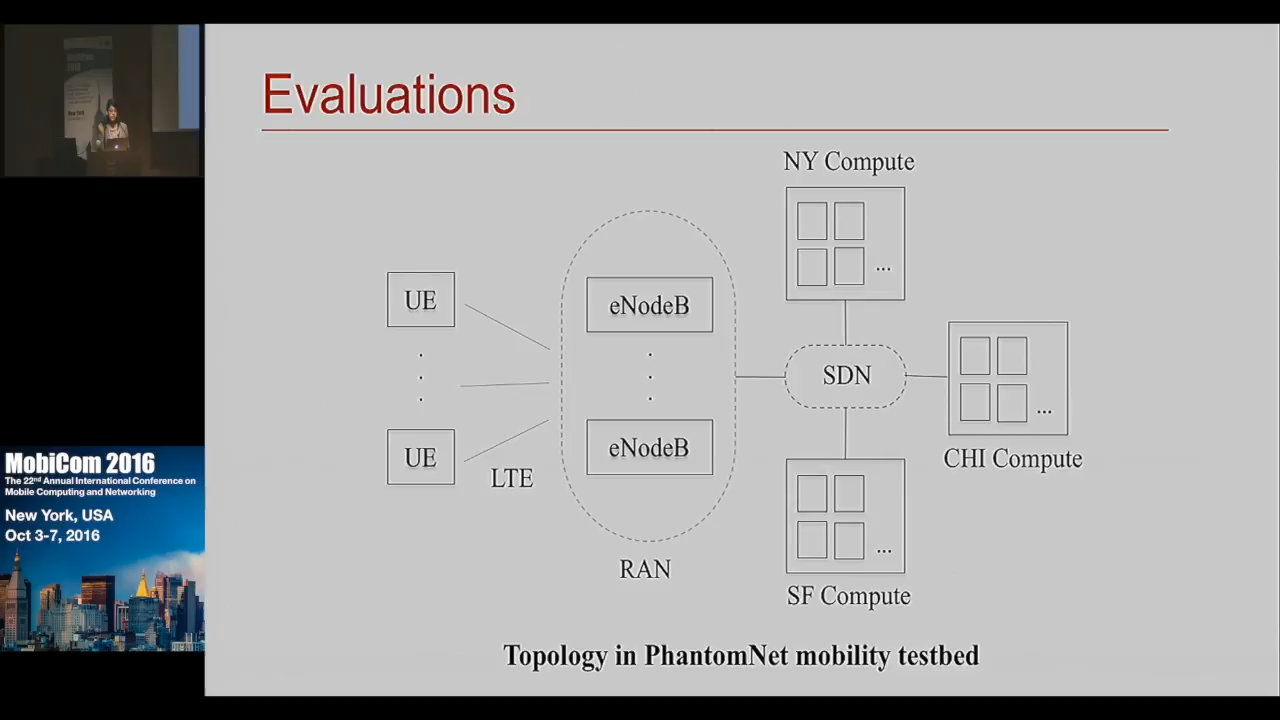 Evaluations
NY Compute
UE
eNodeB
...
SDN
...
UE
eNodeB
LTE
CHI Compute
...
RAN
SF Compute
Topology in PhantomNet mobility testbed
MobiCom 2016
The 22nd Annual International Conference on
Mobile Computing and Networking
New York, USA
Oct 3-7, 2016